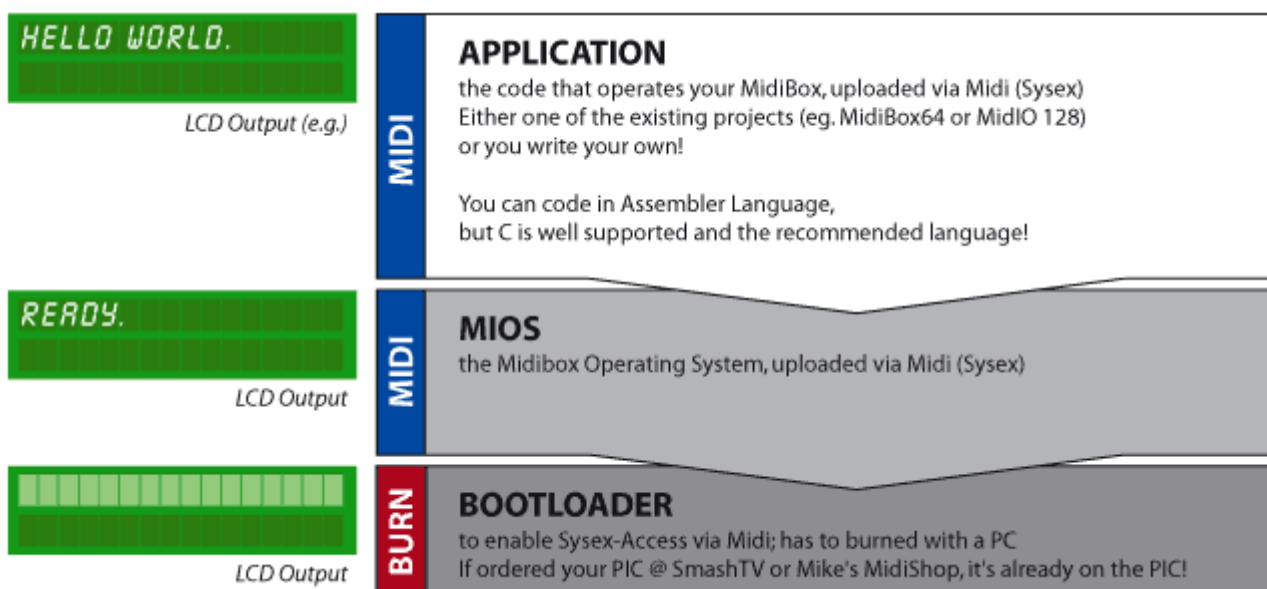 HELLO WORLD.
LCD Output (e.g.)
MIDI
APPLICATION
the code that operates your MidiBox, uploaded via Midi (Sysex)
Either one of the existing projects (eg. MidiBox64 or MidIO 128)
or you write your own!
You can code in Assembler Language,
but C is well supported and the recommended language!
READY.
LCD Output
MIDI
MIOS
the Midibox Operating System, uploaded via Midi (Sysex)
LCD Output
BURN
BOOTLOADER
to enable Sysex-Access via Midi; has to burned with a PC
If ordered your PIC @ SmashTV or Mike's MidiShop, it's already on the PIC!